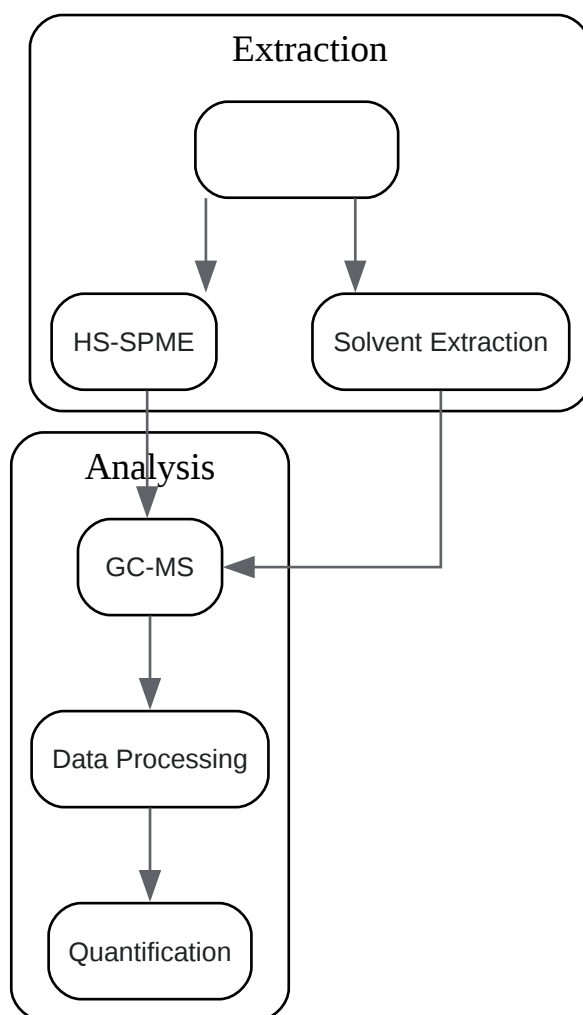 Extraction
HS-SPME
Solvent Extraction
Analysis
GC-MS
Data Processing
Quantification